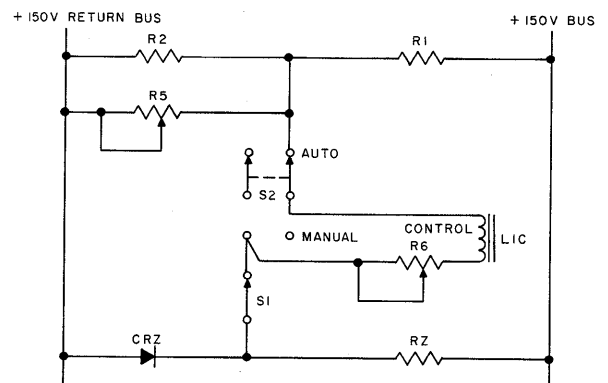 + 150V RETURN BUS
+ 150V BUS
R2
R1
R5
AUTO
S2
CONTROL
L1C
MANUAL
R6
S1
CRZ
RZ